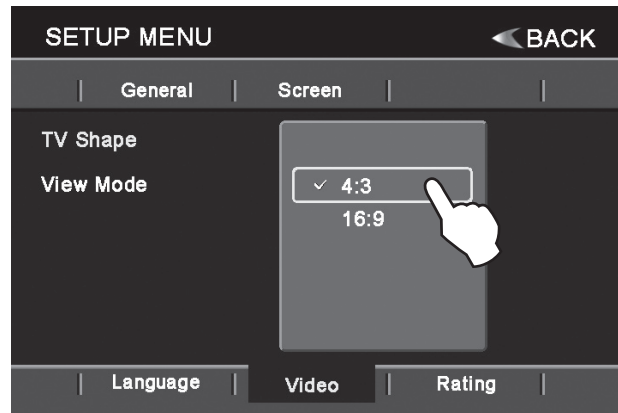 SETUP MENU BACK
General Screen
TV Shape
View Mode
4:3
16:9
Language Video Rating